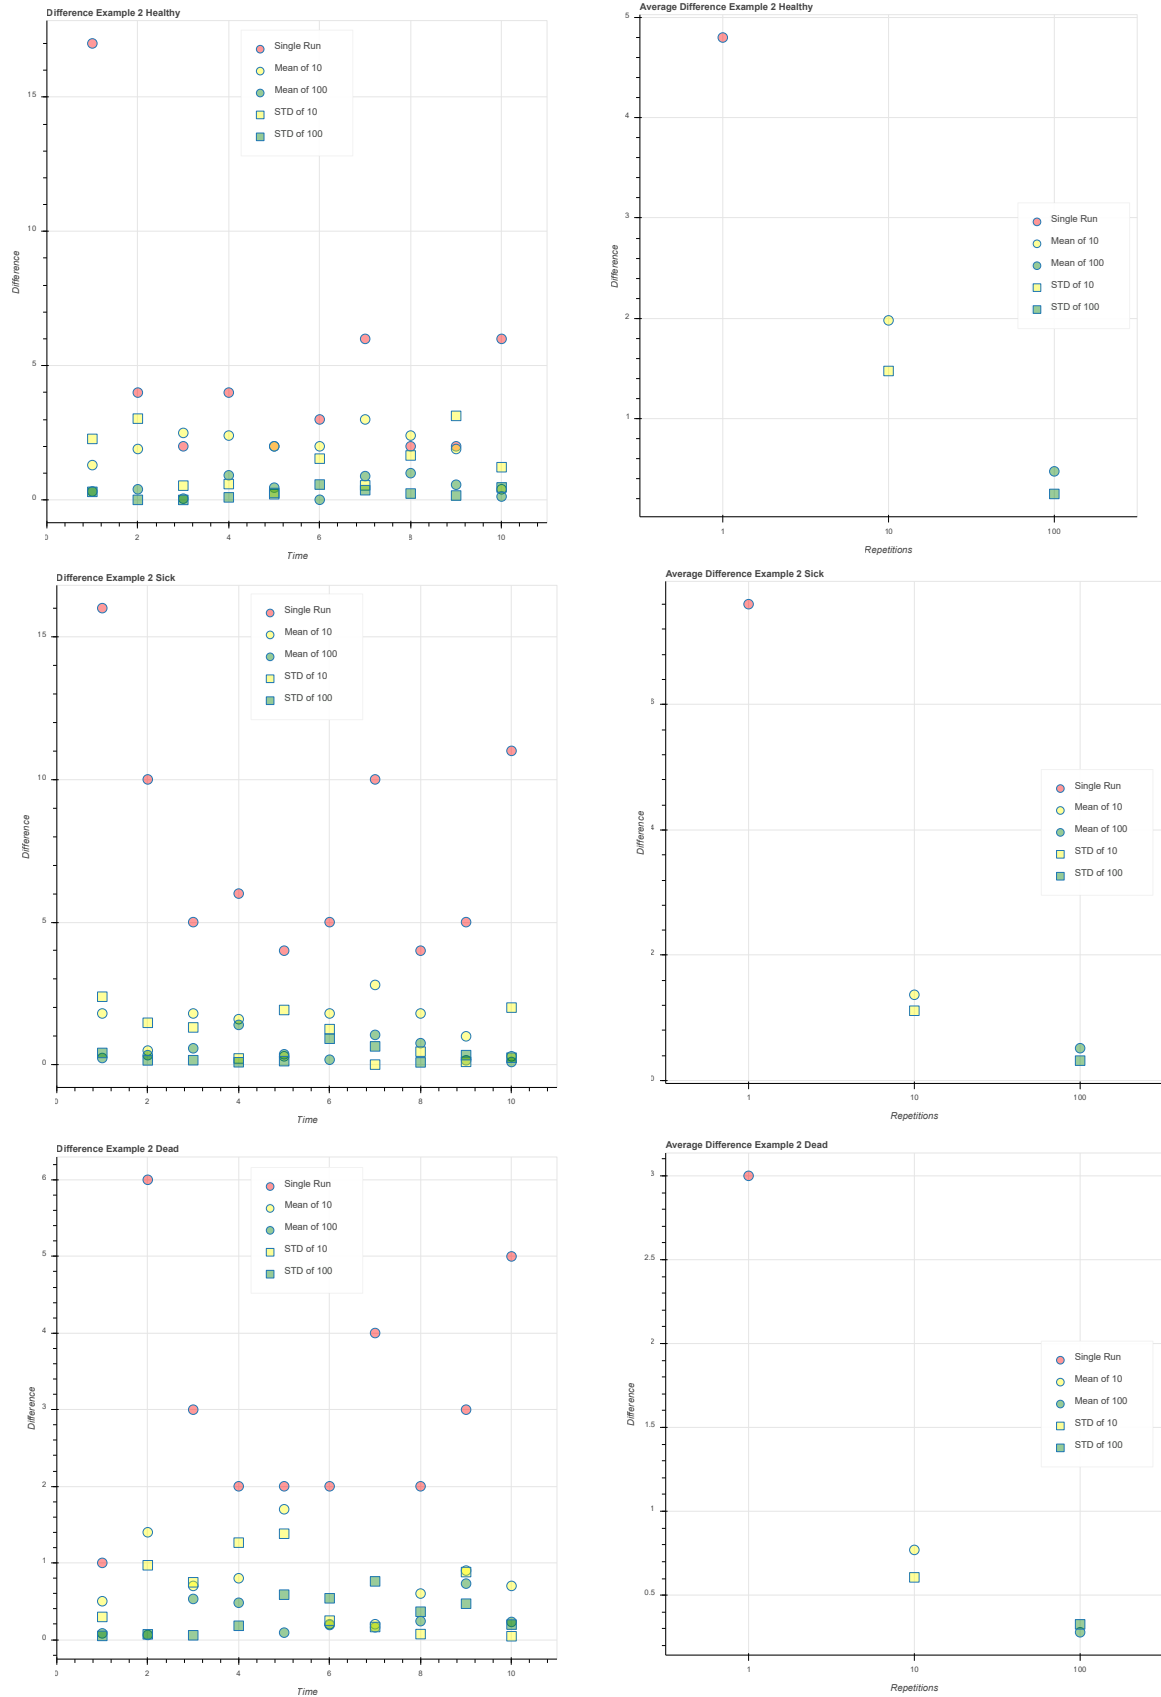 Difference Example 2 Healthy
Single Run
Mean of 10
Mean of 100
STD of 10
STD of 100
15
10
5
0
Difference
0 2 4 6 8 10
Time
Average Difference Example 2 Healthy
5
4
3
2
1
Difference
Single Run
Mean of 10
Mean of 100
STD of 10
STD of 100
1 10 100
Repetitions
Difference Example 2 Sick
Single Run
Mean of 10
Mean of 100
STD of 10
STD of 100
15
10
5
0
Difference
0 2 4 6 8 10
Time
Average Difference Example 2 Sick
6
4
2
0
Difference
Single Run
Mean of 10
Mean of 100
STD of 10
STD of 100
1 10 100
Repetitions
Difference Example 2 Dead
Single Run
Mean of 10
Mean of 100
STD of 10
STD of 100
6
5
4
3
2
1
0
Difference
0 2 4 6 8 10
Time
Average Difference Example 2 Dead
3
2.5
2
1.5
1
0.5
Difference
Single Run
Mean of 10
Mean of 100
STD of 10
STD of 100
1 10 100
Repetitions